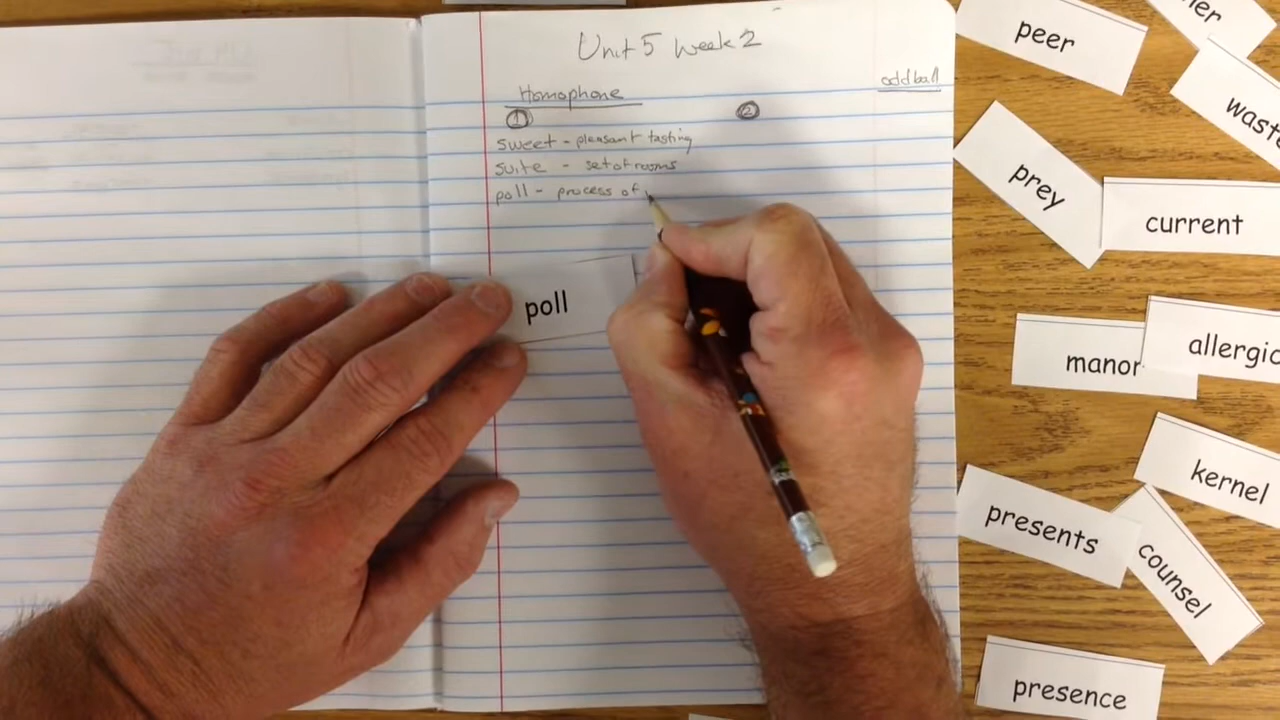 Unit 5 Week 2
oddball
Homophone
1 2
sweet - pleasant tasting
suite - set of rooms
poll - process of
poll
peer
prey
current
manor
allergic
kernel
presents
counsel
presence